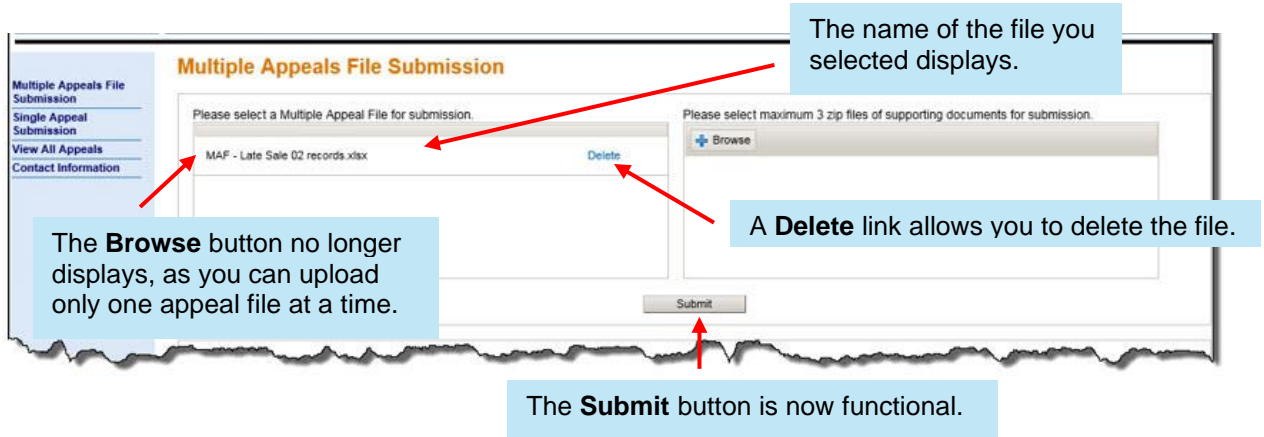 The name of the file you
selected displays.
Multiple Appeals File Submission
Multiple Appeals File
Submission
Single Appeal
Submission
View All Appeals
Contact Information
Please select a Multiple Appeal File for submission.
Please select maximum 3 zip files of supporting documents for submission.
Browse
MAF - Late Sale 02 records.xlsx
Delete
A Delete link allows you to delete the file.
The Browse button no longer
displays, as you can upload
only one appeal file at a time.
Submit
The Submit button is now functional.